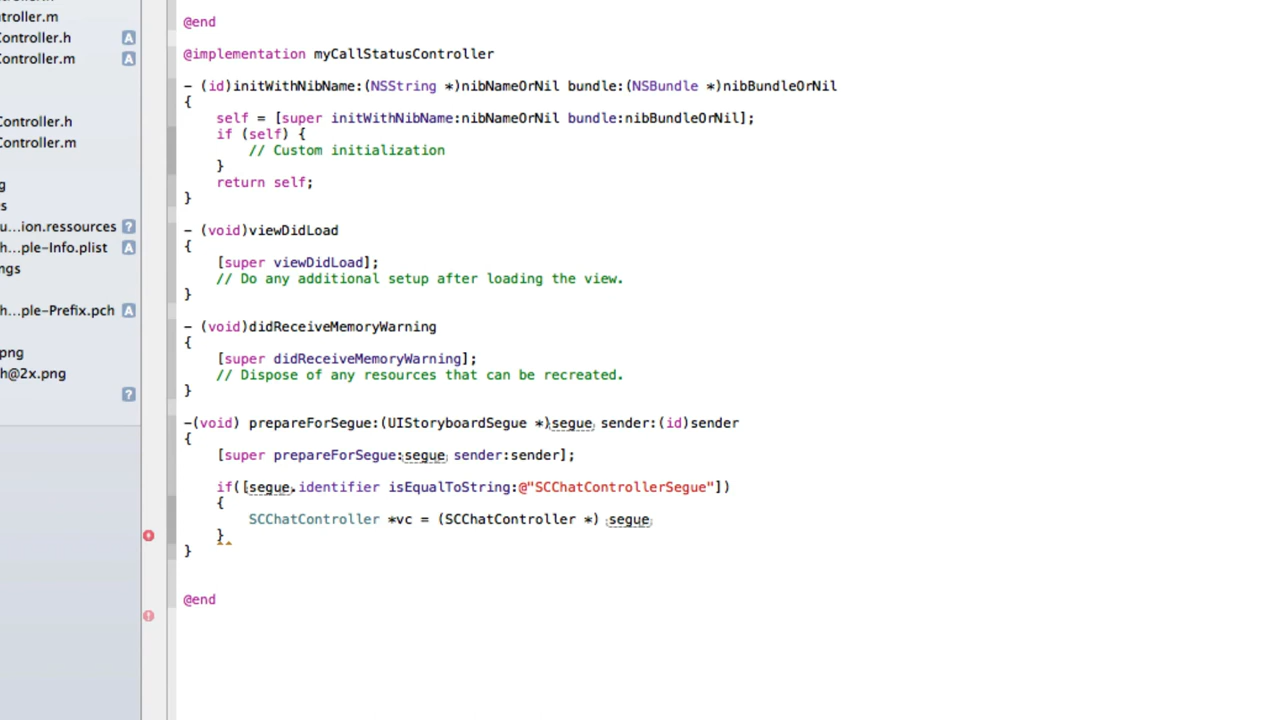 ntroller.m
Controller.h A
Controller.m A
Controller.h
Controller.m
g
s
u...ion.ressources ?
h...ple-Info.plist A
ngs
h...ple-Prefix.pch A
png
h@2x.png
?
@end
@implementation myCallStatusController
- (id)initWithNibName:(NSString *)nibNameOrNil bundle:(NSBundle *)nibBundleOrNil
{
self = [super initWithNibName:nibNameOrNil bundle:nibBundleOrNil];
if (self) {
// Custom initialization
}
return self;
}
- (void)viewDidLoad
{
[super viewDidLoad];
// Do any additional setup after loading the view.
}
- (void)didReceiveMemoryWarning
{
[super didReceiveMemoryWarning];
// Dispose of any resources that can be recreated.
}
-(void) prepareForSegue:(UIStoryboardSegue *)segue sender:(id)sender
{
[super prepareForSegue:segue sender:sender];
if([segue.identifier isEqualToString:@"SCChatControllerSegue"])
{
SCChatController *vc = (SCChatController *) segue
}
}
@end